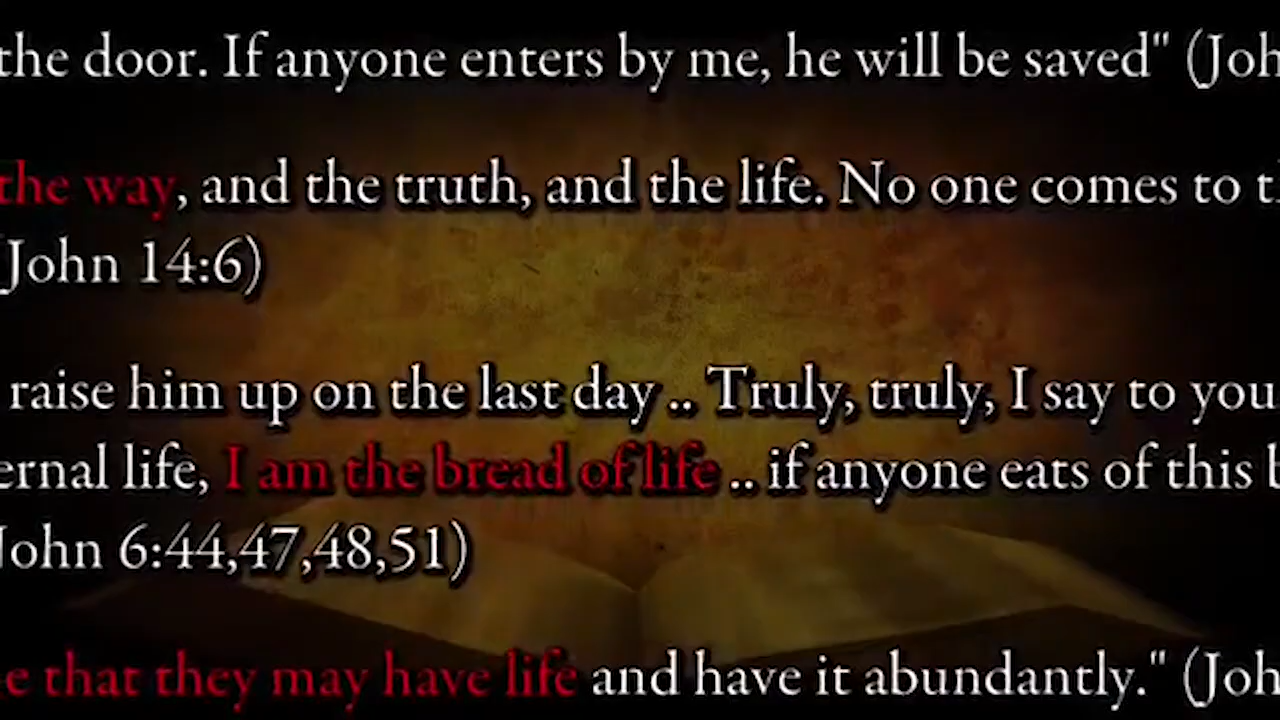 the door. If anyone enters by me, he will be saved" (Joh
the way, and the truth, and the life. No one comes to t
(John 14:6)
raise him up on the last day .. Truly, truly, I say to you
ernal life, I am the bread of life .. if anyone eats of this b
John 6:44,47,48,51)
e that they may have life and have it abundantly." (Joh